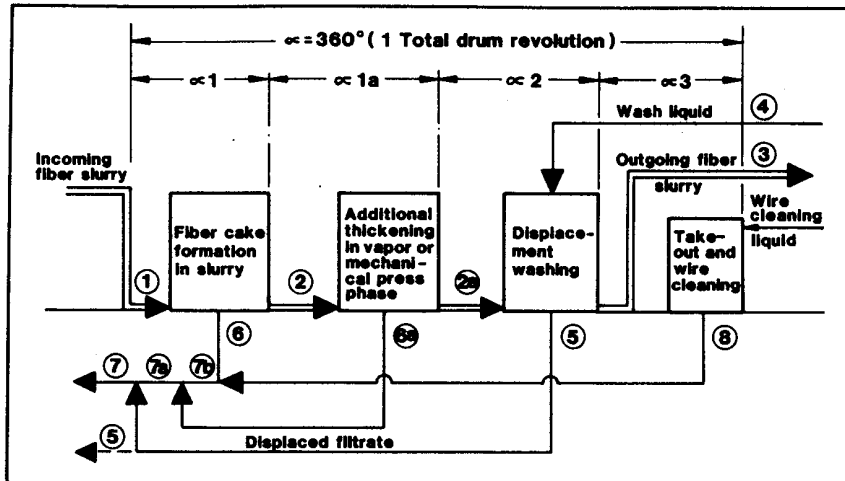 ∝=360° (1 Total drum revolution)
∝1
∝1a
∝2
∝3
Wash liquid
4
Incoming
fiber slurry
Outgoing fiber
slurry
3
Wire
cleaning
liquid
Fiber cake
formation
in slurry
Additional
thickening
in vapor or
mechani-
cal press
phase
Displace-
ment
washing
Take-
out and
wire
cleaning
1
2
2a
6
6a
5
8
7
7a
7b
5
Displaced filtrate